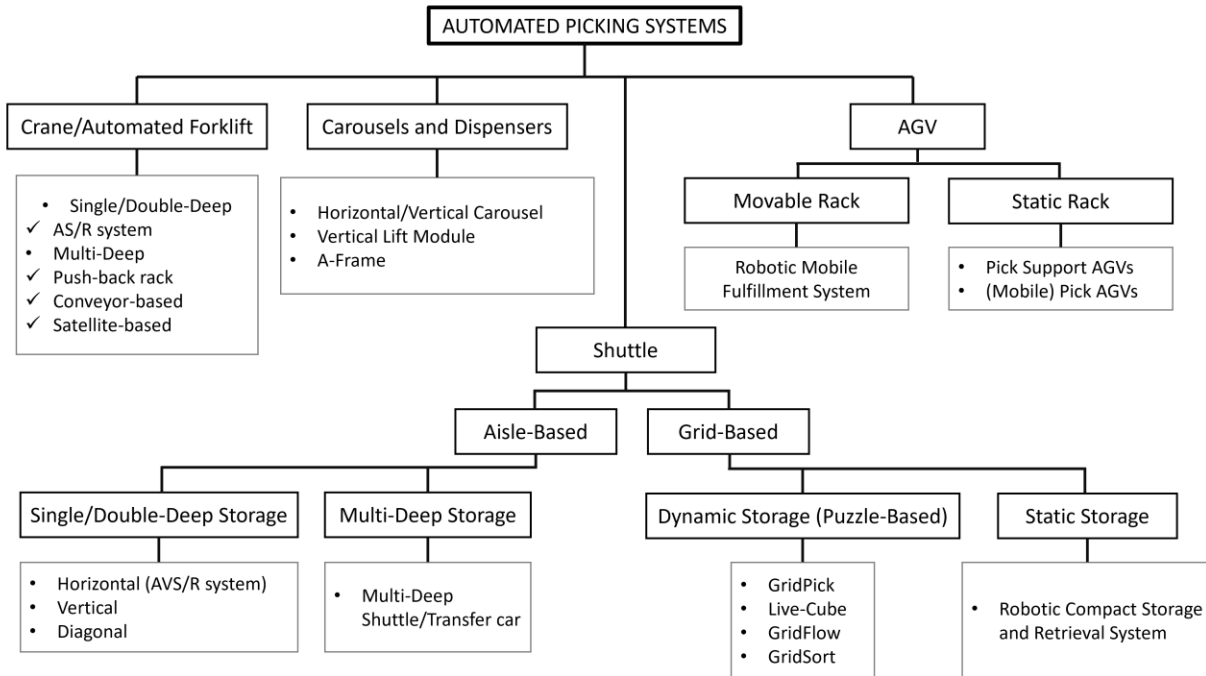 AUTOMATED PICKING SYSTEMS
Crane/Automated Forklift
• Single/Double-Deep
✓ AS/R system
• Multi-Deep
✓ Push-back rack
✓ Conveyor-based
✓ Satellite-based
Carousels and Dispensers
• Horizontal/Vertical Carousel
• Vertical Lift Module
• A-Frame
AGV
Movable Rack
Robotic Mobile
Fulfillment System
Static Rack
• Pick Support AGVs
• (Mobile) Pick AGVs
Shuttle
Aisle-Based
Grid-Based
Single/Double-Deep Storage
• Horizontal (AVS/R system)
• Vertical
• Diagonal
Multi-Deep Storage
• Multi-Deep
Shuttle/Transfer car
Dynamic Storage (Puzzle-Based)
• GridPick
• Live-Cube
• GridFlow
• GridSort
Static Storage
• Robotic Compact Storage
and Retrieval System